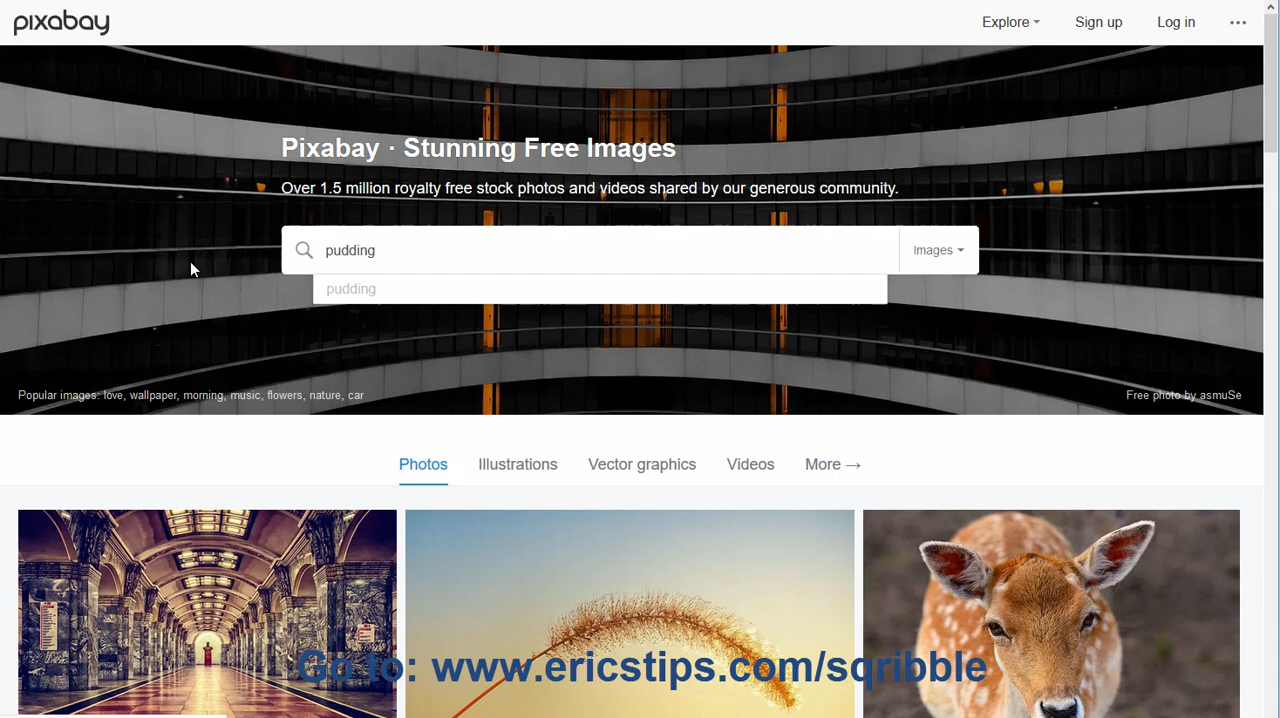 pixabay
Explore
Sign up
Log in
Pixabay · Stunning Free Images
Over 1.5 million royalty free stock photos and videos shared by our generous community.
pudding
Images
pudding
Popular images: love, wallpaper, morning, music, flowers, nature, car
Free photo by asmuSe
Photos
Illustrations
Vector graphics
Videos
More →
Go to: www.ericstips.com/sqribble